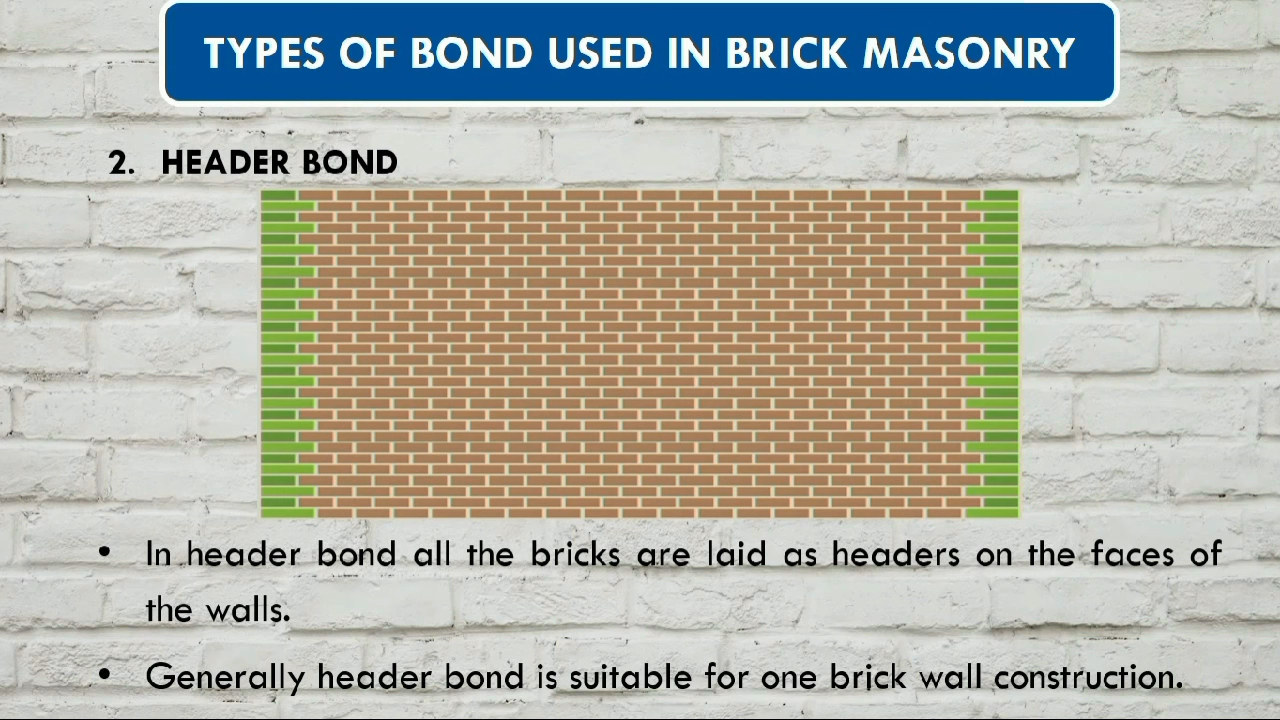 TYPES OF BOND USED IN BRICK MASONRY
2. HEADER BOND
• In header bond all the bricks are laid as headers on the faces of
the walls.
• Generally header bond is suitable for one brick wall construction.